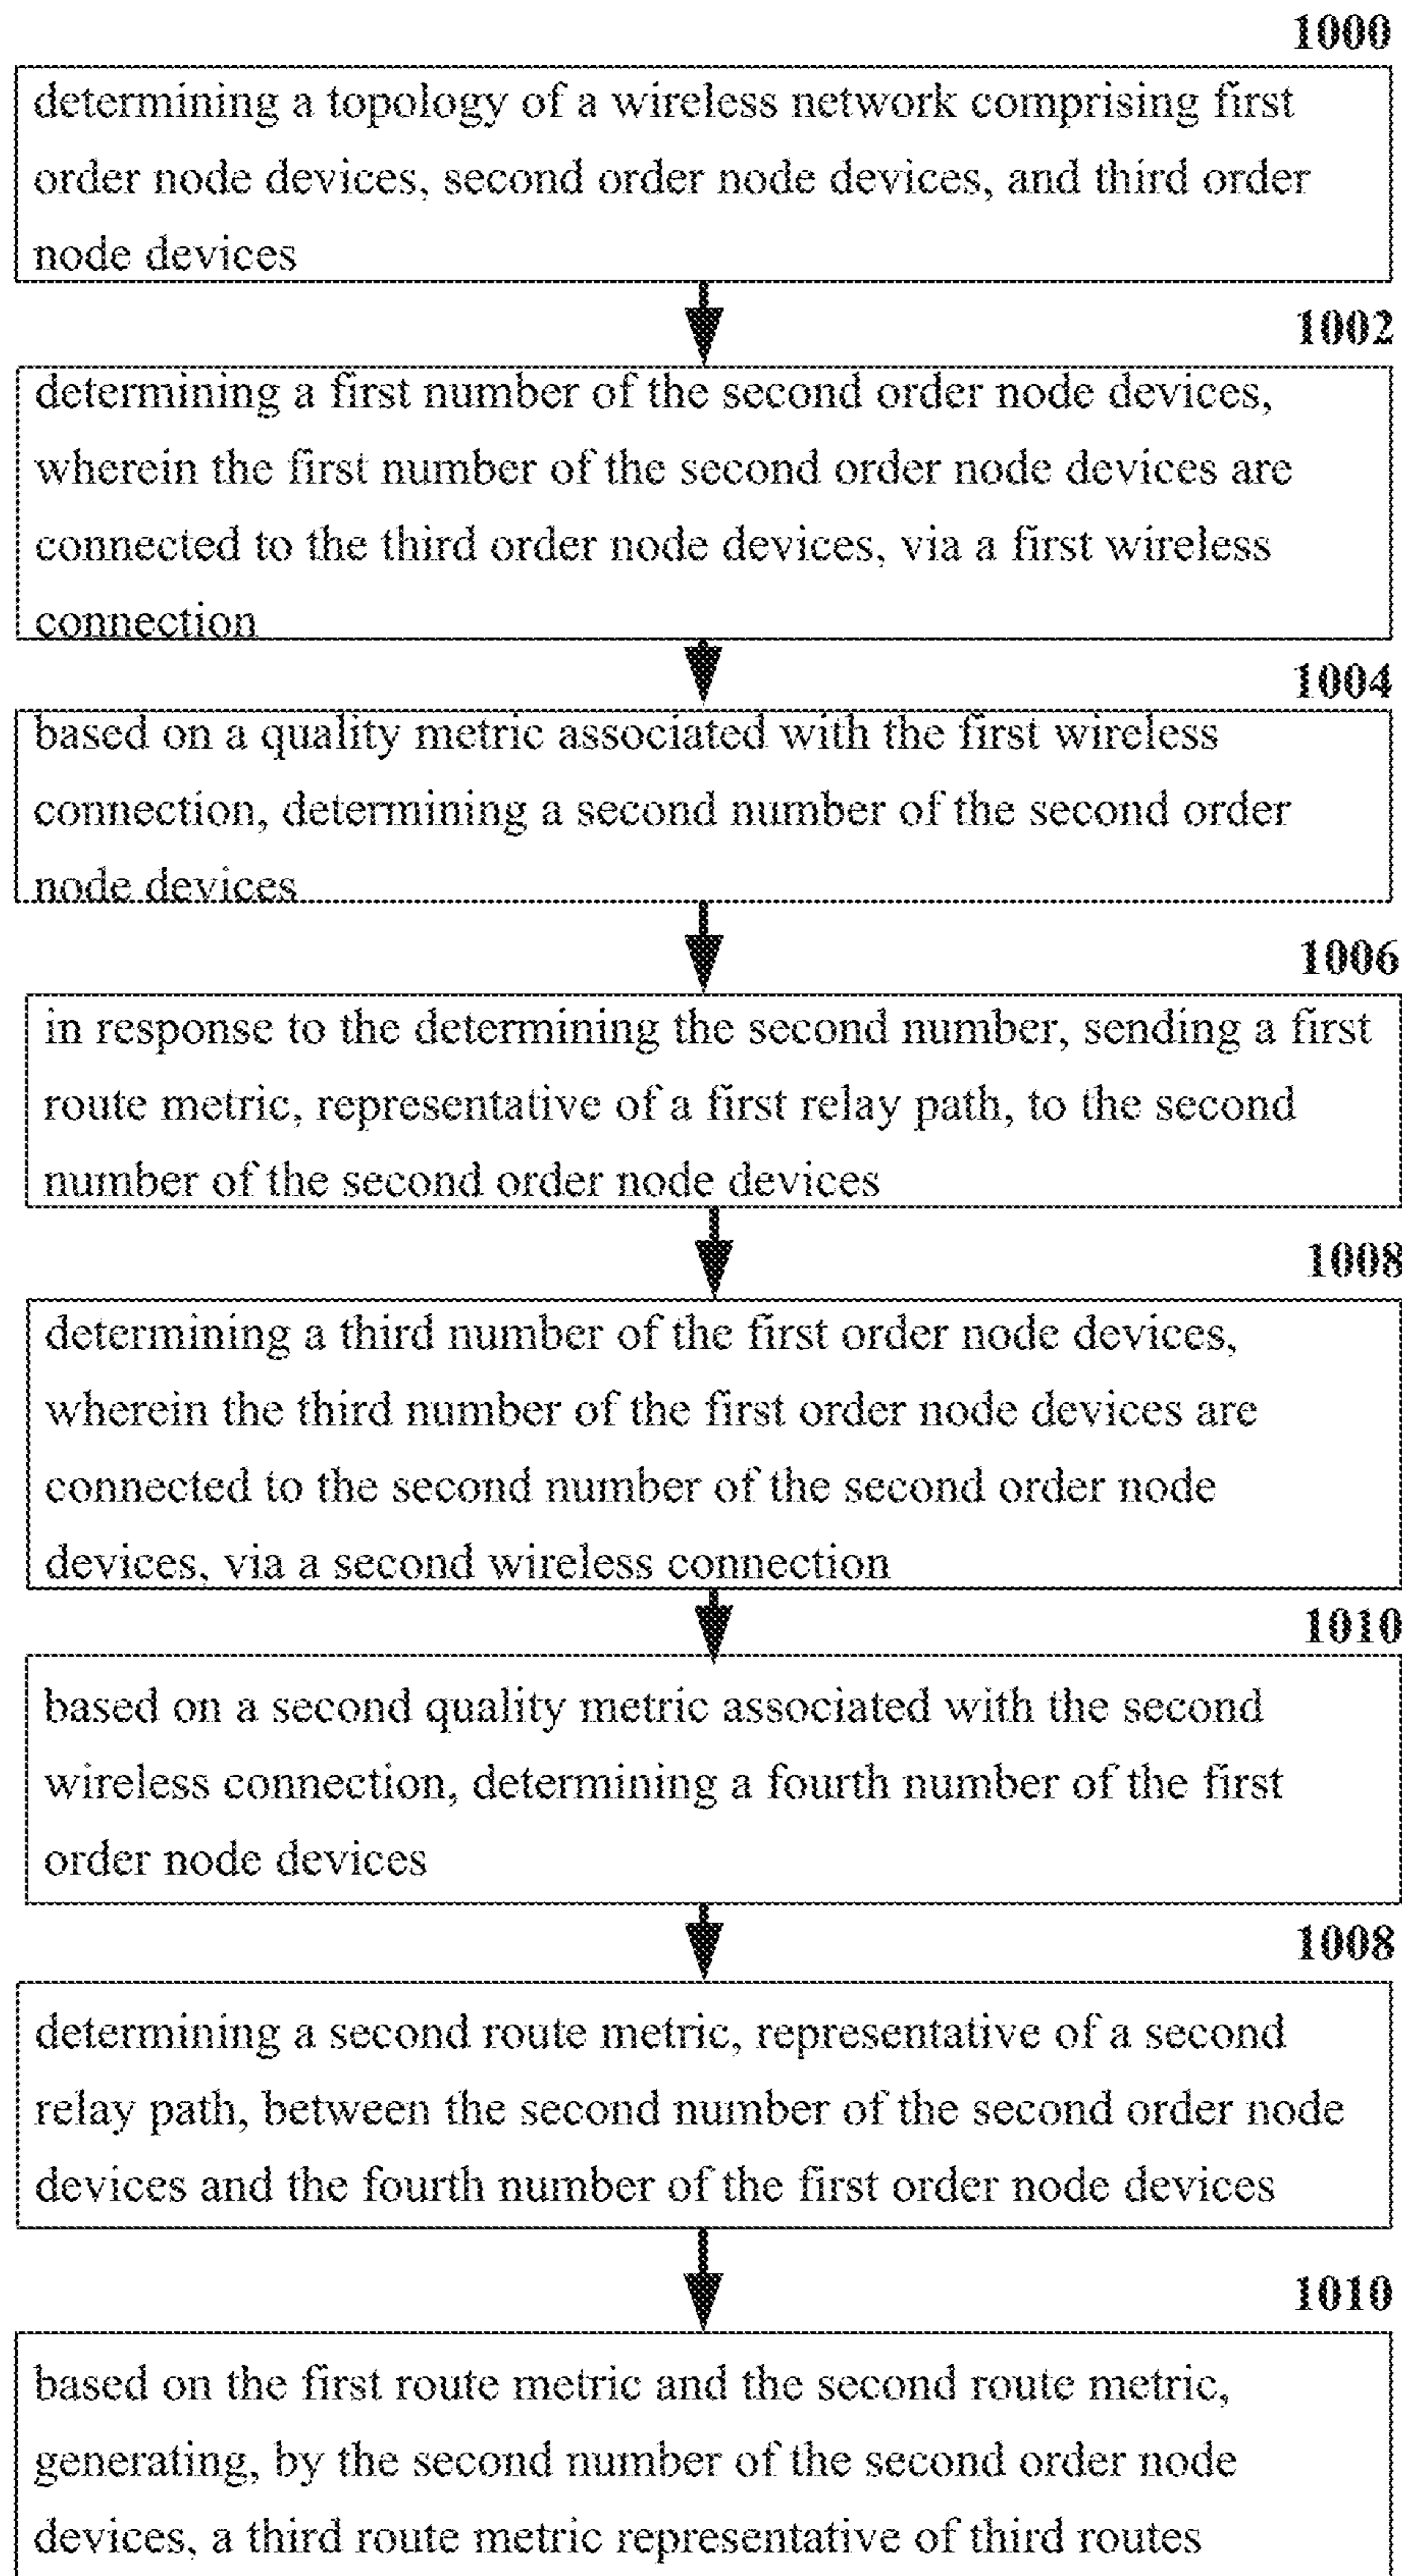 1000
determining a topology of a wireless network comprising first
order node devices, second order node devices, and third order
node devices
1002
determining a first number of the second order node devices,
wherein the first number of the second order node devices are
connected to the third order node devices, via a first wireless
connection
1004
based on a quality metric associated with the first wireless
connection, determining a second number of the second order
node devices
1006
in response to the determining the second number, sending a first
route metric, representative of a first relay path, to the second
number of the second order node devices
1008
determining a third number of the first order node devices,
wherein the third number of the first order node devices are
connected to the second number of the second order node
devices, via a second wireless connection
1010
based on a second quality metric associated with the second
wireless connection, determining a fourth number of the first
order node devices
1008
determining a second route metric, representative of a second
relay path, between the second number of the second order node
devices and the fourth number of the first order node devices
1010
based on the first route metric and the second route metric,
generating, by the second number of the second order node
devices, a third route metric representative of third routes